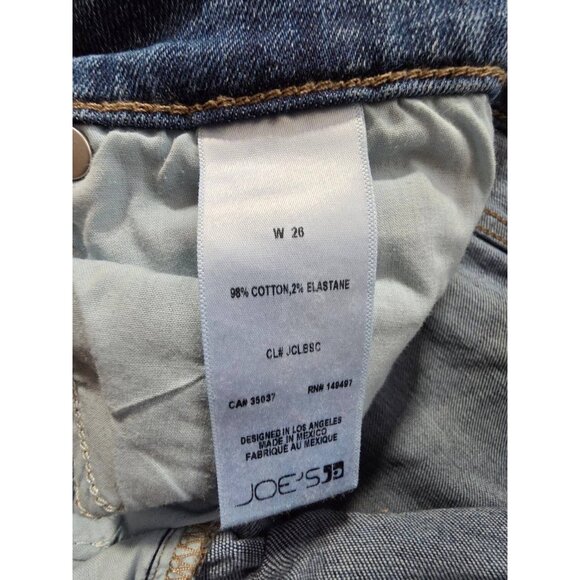 W 26
98% COTTON,2% ELASTANE
CL# JCLBSC
CA# 35037 RN# 149497
DESIGNED IN LOS ANGELES
MADE IN MEXICO
FABRIQUE AU MEXIQUE
JOE'S